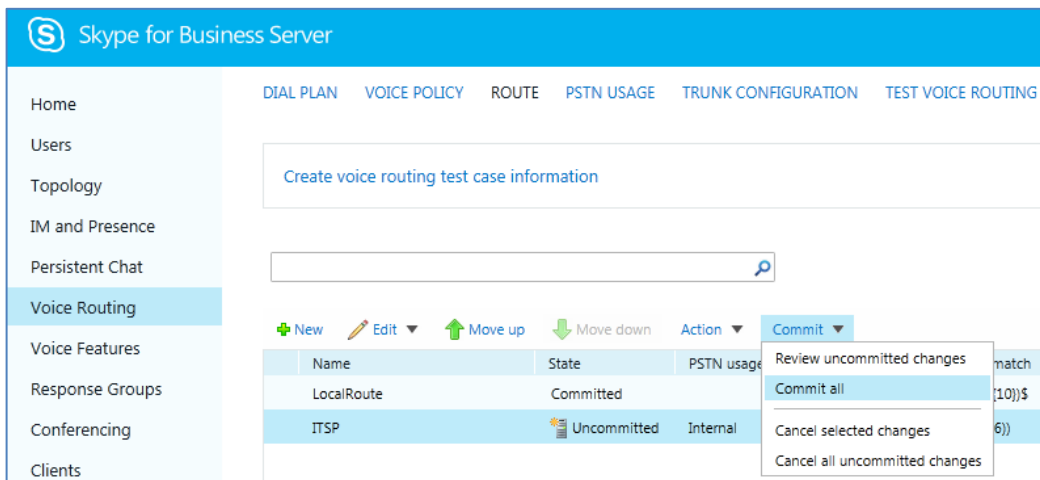 Skype for Business Server
Home
Users
Topology
IM and Presence
Persistent Chat
Voice Routing
Voice Features
Response Groups
Conferencing
Clients
DIAL PLAN VOICE POLICY ROUTE PSTN USAGE TRUNK CONFIGURATION TEST VOICE ROUTING
Create voice routing test case information
New Edit Move up Move down Action Commit
Name State PSTN usage match
LocalRoute Committed {10})$
ITSP Uncommitted Internal 6))
Review uncommitted changes
Commit all
Cancel selected changes
Cancel all uncommitted changes